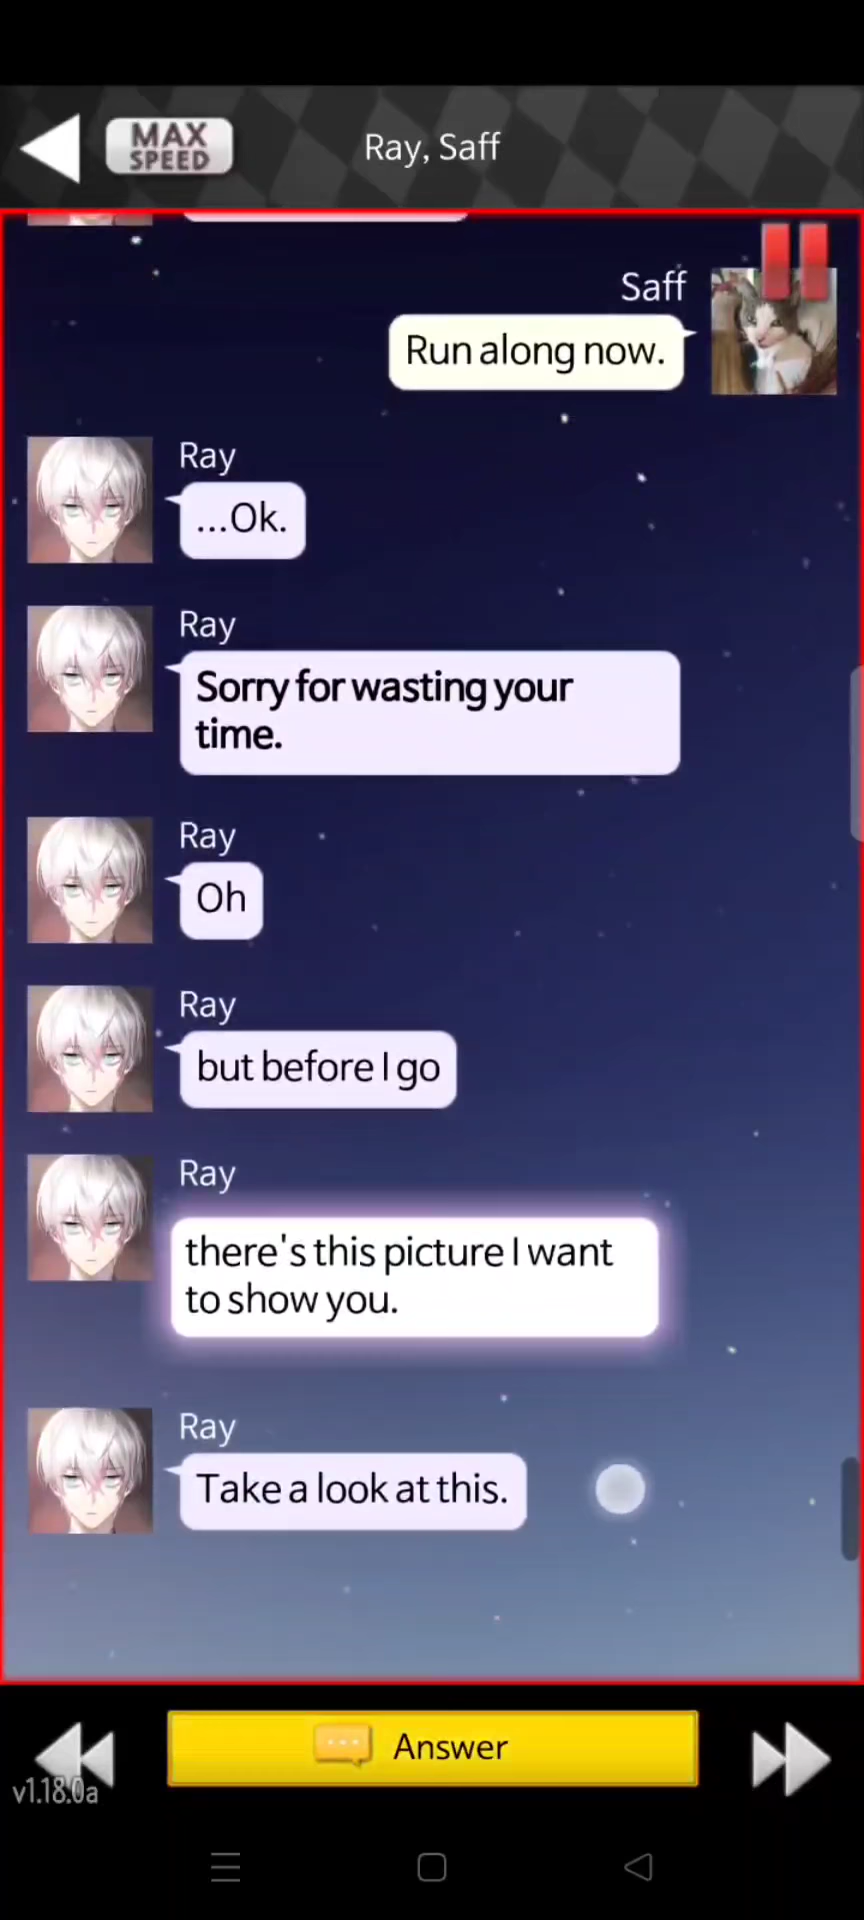 MAX
SPEED
Ray, Saff
Saff
Run along now.
Ray
...Ok.
Ray
Sorry for wasting your
time.
Ray
Oh
Ray
but before I go
Ray
there's this picture I want
to show you.
Ray
Take a look at this.
Answer
v1.18.0a